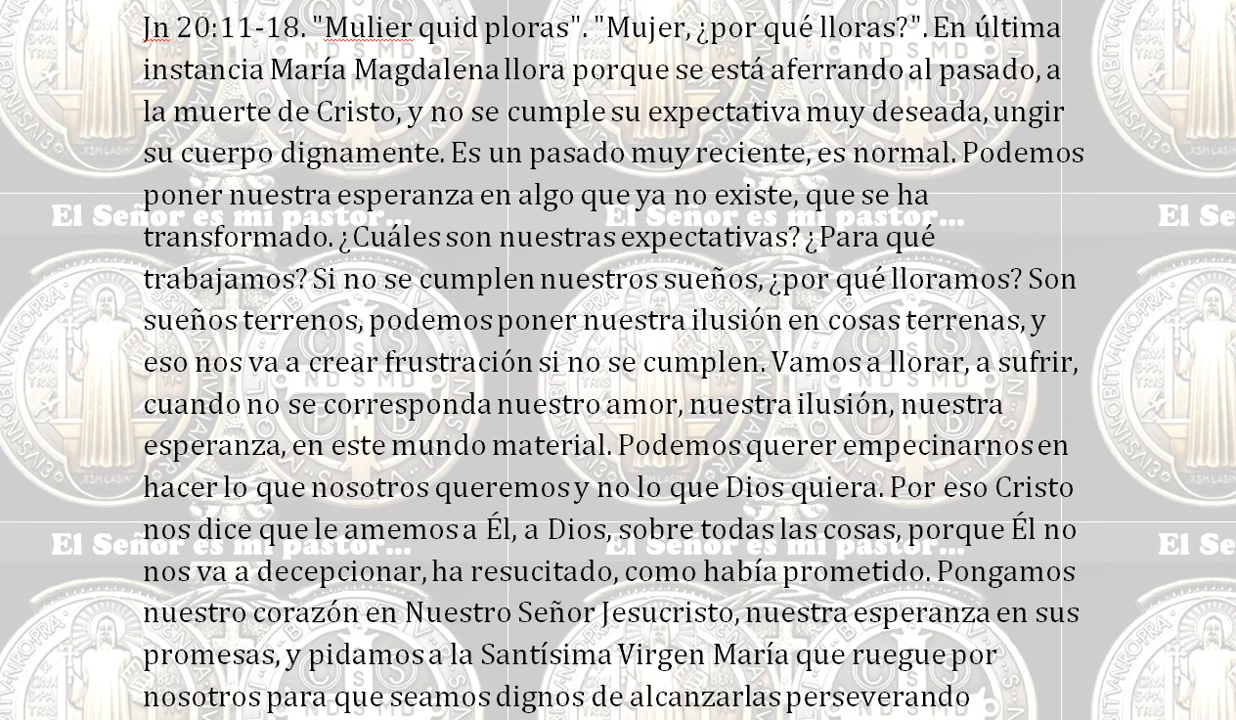 Jn 20:11-18. "Mulier quid ploras". "Mujer, ¿por qué lloras?". En última
instancia María Magdalena llora porque se está aferrando al pasado, a
la muerte de Cristo, y no se cumple su expectativa muy deseada, ungir
su cuerpo dignamente. Es un pasado muy reciente, es normal. Podemos
poner nuestra esperanza en algo que ya no existe, que se ha
El Señor es mi pastor... El Señor es mi pastor... El Se
transformado. ¿Cuáles son nuestras expectativas? ¿Para qué
trabajamos? Si no se cumplen nuestros sueños, ¿por qué lloramos? Son
sueños terrenos, podemos poner nuestra ilusión en cosas terrenas, y
eso nos va a crear frustración si no se cumplen. Vamos a llorar, a sufrir,
cuando no se corresponda nuestro amor, nuestra ilusión, nuestra
esperanza, en este mundo material. Podemos querer empecinarnos en
hacer lo que nosotros queremos y no lo que Dios quiera. Por eso Cristo
nos dice que le amemos a Él, a Dios, sobre todas las cosas, porque Él no
El Señor es mi pastor... El Señor es mi pastor... El Se
nos va a decepcionar, ha resucitado, como había prometido. Pongamos
nuestro corazón en Nuestro Señor Jesucristo, nuestra esperanza en sus
promesas, y pidamos a la Santísima Virgen María que ruegue por
nosotros para que seamos dignos de alcanzarlas perseverando